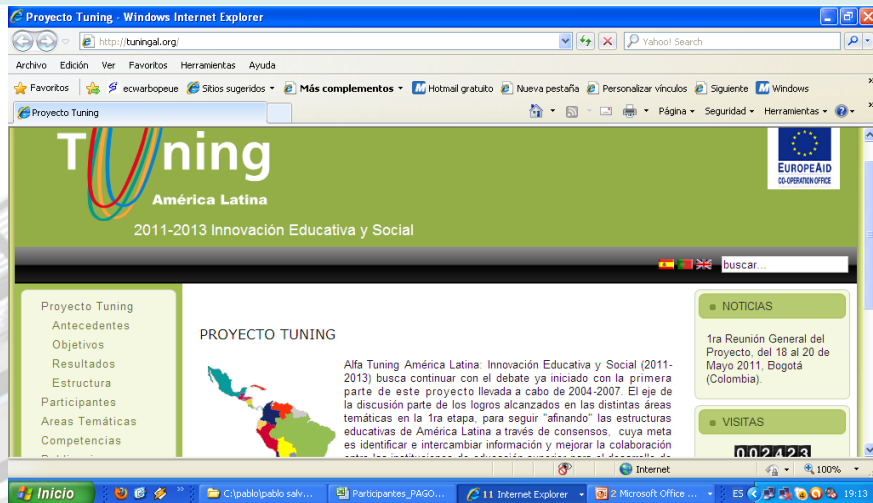 Proyecto Tuning - Windows Internet Explorer
http://tuningal.org/
Yahoo! Search
Archivo Edición Ver Favoritos Herramientas Ayuda
Favoritos ecwarbopeue Sitios sugeridos Más complementos Hotmail gratuito Nueva pestaña Personalizar vínculos Siguiente Windows
Proyecto Tuning
Página Seguridad Herramientas
Tuning
América Latina
2011-2013 Innovación Educativa y Social
EUROPEAID
CO-OPERATION OFFICE
buscar...
Proyecto Tuning
Antecedentes
Objetivos
Resultados
Estructura
Participantes
Areas Temáticas
Competencias
PROYECTO TUNING
Alfa Tuning América Latina: Innovación Educativa y Social (2011-
2013) busca continuar con el debate ya iniciado con la primera
parte de este proyecto llevada a cabo de 2004-2007. El eje de
la discusión parte de los logros alcanzados en las distintas áreas
temáticas en la 1ra etapa, para seguir "afinando" las estructuras
educativas de América Latina a través de consensos, cuya meta
es identificar e intercambiar información y mejorar la colaboración
NOTICIAS
1ra Reunión General del
Proyecto, del 18 al 20 de
Mayo 2011, Bogotá
(Colombia).
VISITAS
002423
Internet
100%
Inicio
C:\pablo\pablo salv...
Participantes_PAGO...
11 Internet Explorer
2 Microsoft Office ...
ES
19:13